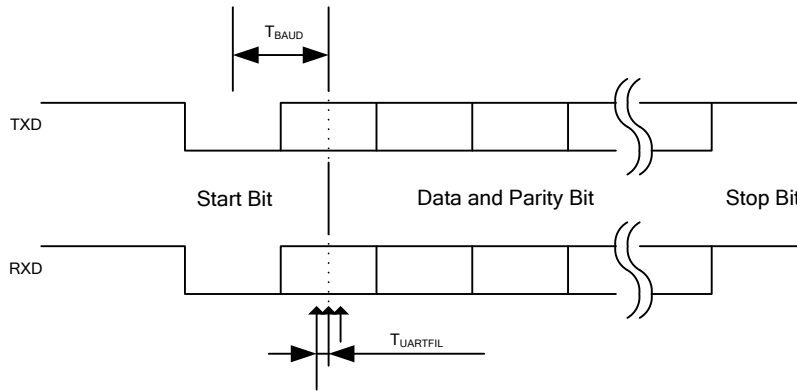 TBAUD
TXD
Start Bit
Data and Parity Bit
Stop Bit
RXD
TUARTFIL